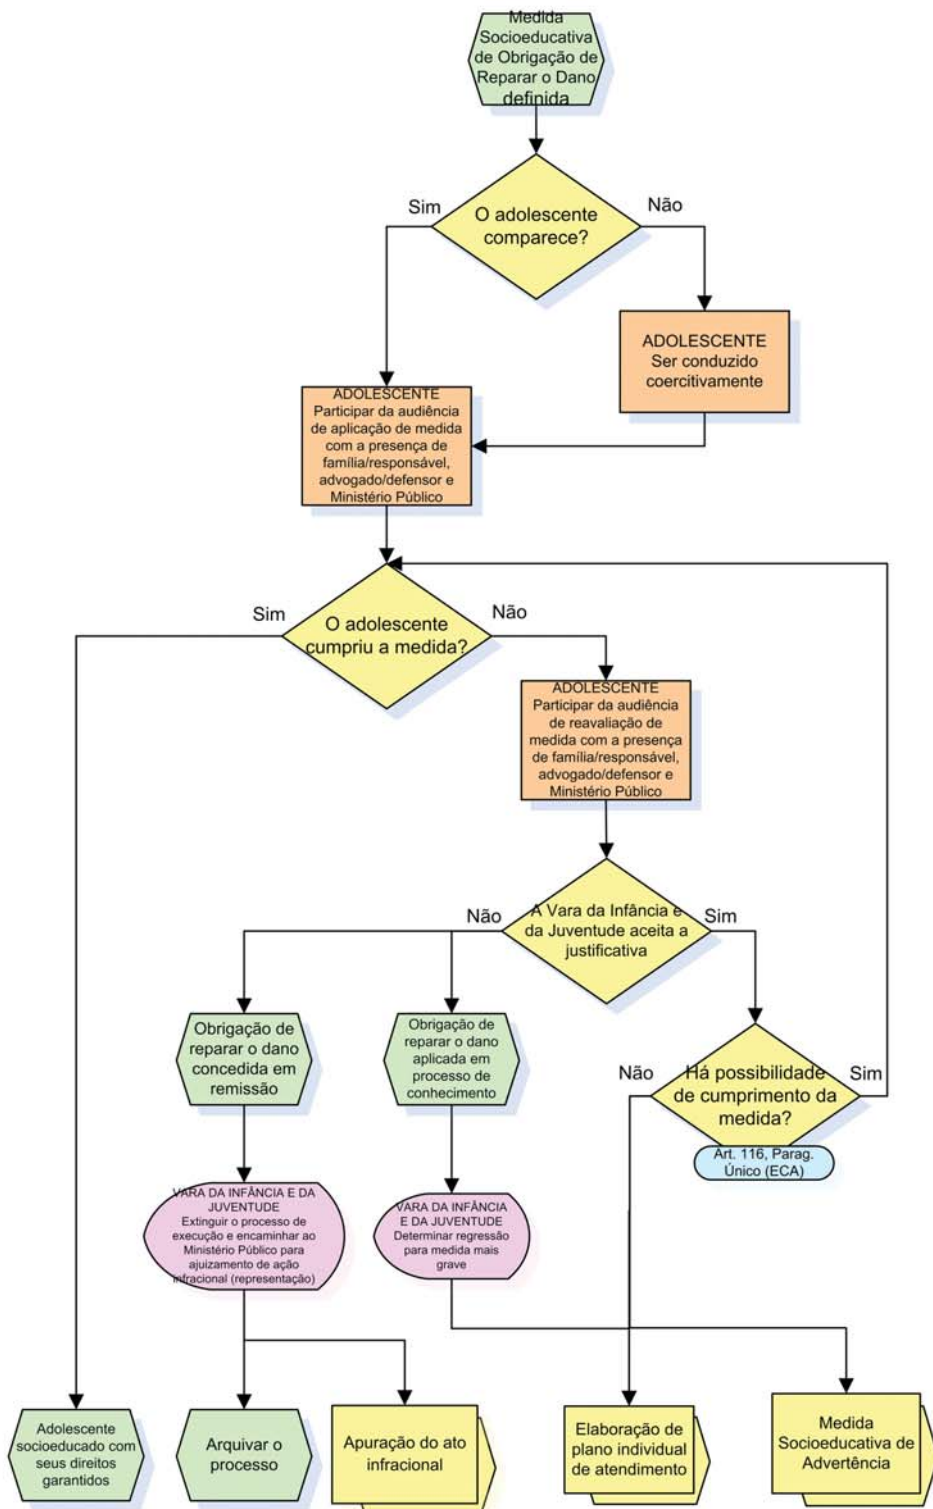 Medida
Socioeducativa
de Obrigação de
Reparar o Dano
definida
Sim
Não
O adolescente
comparece?
ADOLESCENTE
Ser conduzido
coercitivamente
ADOLESCENTE
Participar da audiência
de aplicação de medida
com a presença de
família/responsável,
advogado/defensor e
Ministério Público
Sim
Não
O adolescente
cumpriu a medida?
ADOLESCENTE
Participar da audiência
de reavaliação de
medida com a presença
de família/responsável,
advogado/defensor e
Ministério Público
Não
Sim
A Vara da Infância e
da Juventude aceita a
justificativa
Obrigação de
reparar o dano
concedida em
remissão
Obrigação de
reparar o dano
aplicada em
processo de
conhecimento
Não
Sim
Há possibilidade
de cumprimento da
medida?
Art. 116, Parag.
Único (ECA)
VARA DA INFÂNCIA E DA
JUVENTUDE
Extinguir o processo de
execução e encaminhar ao
Ministério Público para
ajuizamento de ação
infracional (representação)
VARA DA INFÂNCIA
E DA JUVENTUDE
Determinar regressão
para medida mais
grave
Adolescente
socioeducado com
seus direitos
garantidos
Arquivar o
processo
Apuração do ato
infracional
Elaboração de
plano individual
de atendimento
Medida
Socioeducativa de
Advertência